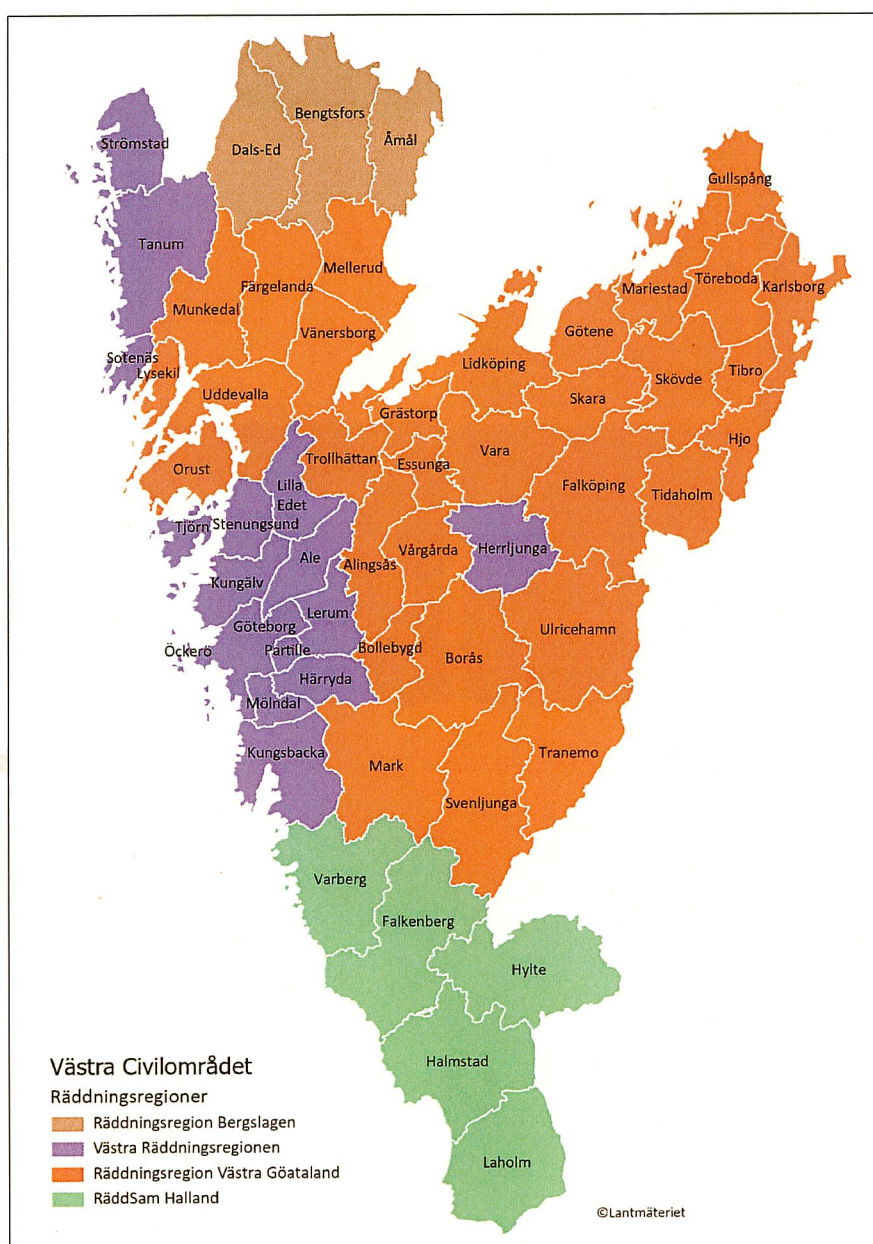 Bengtsfors
Strömstad
Dals-Ed
Åmål
Gullspång
Tanum
Mellerud
Färgelanda
Munkedal
Mariestad
Töreboda
Karlsborg
Götene
Vänersborg
Sotenäs
Lysekil
Lidköping
Skövde
Tibro
Uddevalla
Skara
Grästorp
Hjo
Orust
Trollhättan
Essunga
Vara
Falköping
Tidaholm
Lilla
Edet
Tjörn
Stenungsund
Ale
Alingsås
Vårgårda
Herrljunga
Kungälv
Lerum
Göteborg
Ulricehamn
Öckerö
Partille
Bollebygd
Borås
Härryda
Mölndal
Kungsbacka
Mark
Tranemo
Svenljunga
Varberg
Falkenberg
Hylte
Halmstad
Laholm
Västra Civilområdet
Räddningsregioner
Räddningsregion Bergslagen
Västra Räddningsregionen
Räddningsregion Västra Göataland
RäddSam Halland
©Lantmäteriet